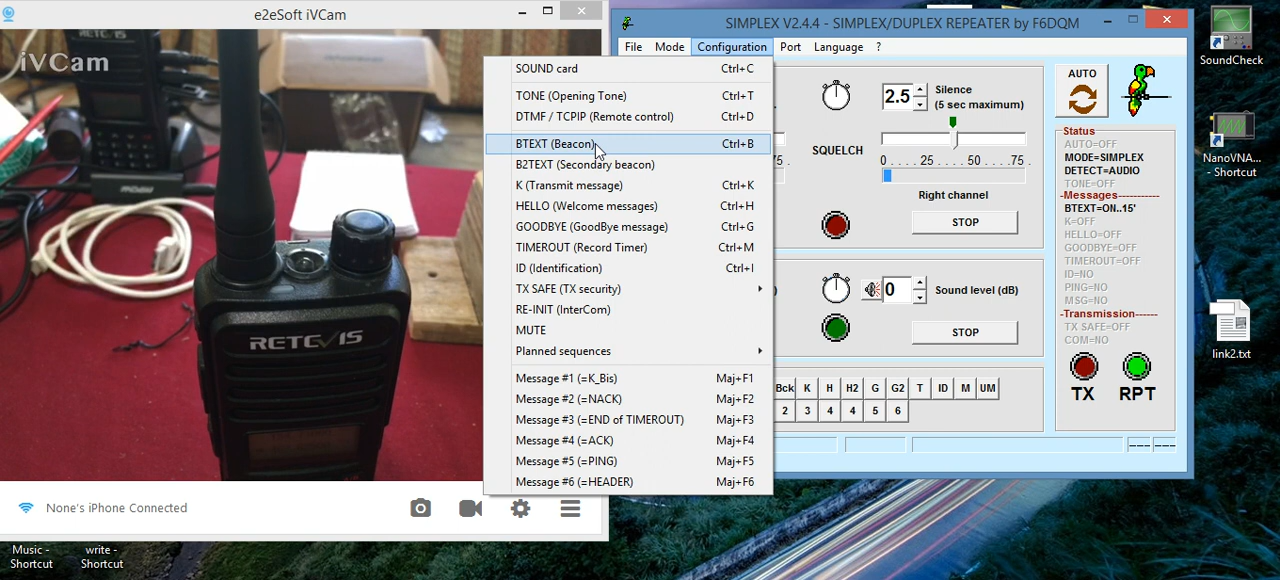 e2eSoft iVCam
iVCam
RETEVIS
None's iPhone Connected
Music -
Shortcut
write -
Shortcut
SIMPLEX V2.4.4 - SIMPLEX/DUPLEX REPEATER by F6DQM
File Mode Configuration Port Language ?
SOUND card Ctrl+C
TONE (Opening Tone) Ctrl+T
DTMF / TCPIP (Remote control) Ctrl+D
BTEXT (Beacon) Ctrl+B
B2TEXT (Secondary beacon)
K (Transmit message) Ctrl+K
HELLO (Welcome messages) Ctrl+H
GOODBYE (GoodBye message) Ctrl+G
TIMEOUT (Record Timer) Ctrl+M
ID (Identification) Ctrl+I
TX SAFE (TX security)
RE-INIT (InterCom)
MUTE
Planned sequences
Message #1 (=K_Bis) Maj+F1
Message #2 (=NACK) Maj+F2
Message #3 (=END of TIMEOUT) Maj+F3
Message #4 (=ACK) Maj+F4
Message #5 (=PING) Maj+F5
Message #6 (=HEADER) Maj+F6
2.5 Silence
(5 sec maximum)
SQUELCH
0 . . . . 25 . . . . 50 . . . . 75 .
75 .
Right channel
STOP
0 Sound level (dB)
STOP
Bck K H H2 G G2 T ID M UM
2 3 4 4 5 6
AUTO
Status
AUTO=OFF
MODE=SIMPLEX
DETECT=AUDIO
TONE=OFF
-Messages-----------
BTEXT=ON..15'
K=OFF
HELLO=OFF
GOODBYE=OFF
TIMEOUT=OFF
ID=NO
PING=NO
MSG=NO
-Transmission------
TX SAFE=OFF
COM=NO
TX RPT
--- ---
SoundCheck
NanoVNA...
- Shortcut
link2.txt